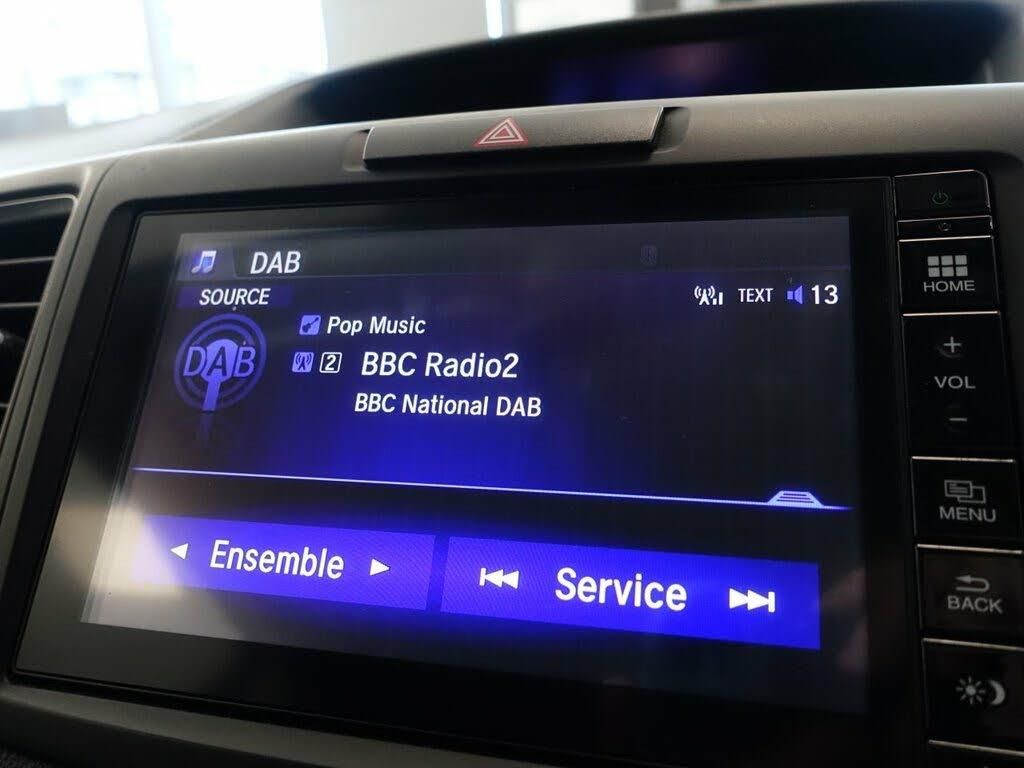 DAB
SOURCE
TEXT 13
DAB
Pop Music
2 BBC Radio2
BBC National DAB
Ensemble
Service
HOME
+
VOL
−
MENU
BACK